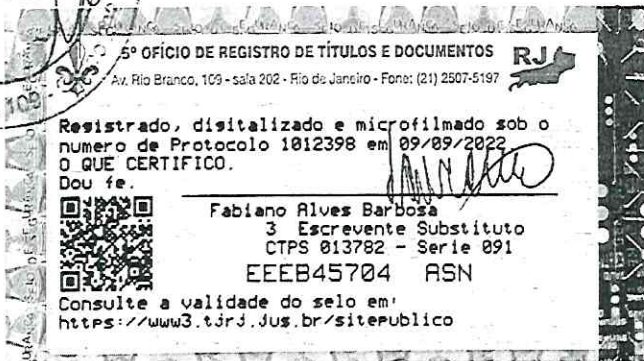 5º OFÍCIO DE REGISTRO DE TÍTULOS E DOCUMENTOS
RJ
Av. Rio Branco, 109 - sala 202 - Rio de Janeiro - Fone: (21) 2507-5197
Registrado, digitalizado e microfilmado sob o
numero de Protocolo 1012398 em 09/09/2022
O QUE CERTIFICO.
Dou fe.
Fabiano Alves Barbosa
3 Escrevente Substituto
CTPS 013782 - Serie 091
EEEB45704 ASN
Consulte a validade do selo em:
https://www3.tjrj.jus.br/sitepublico